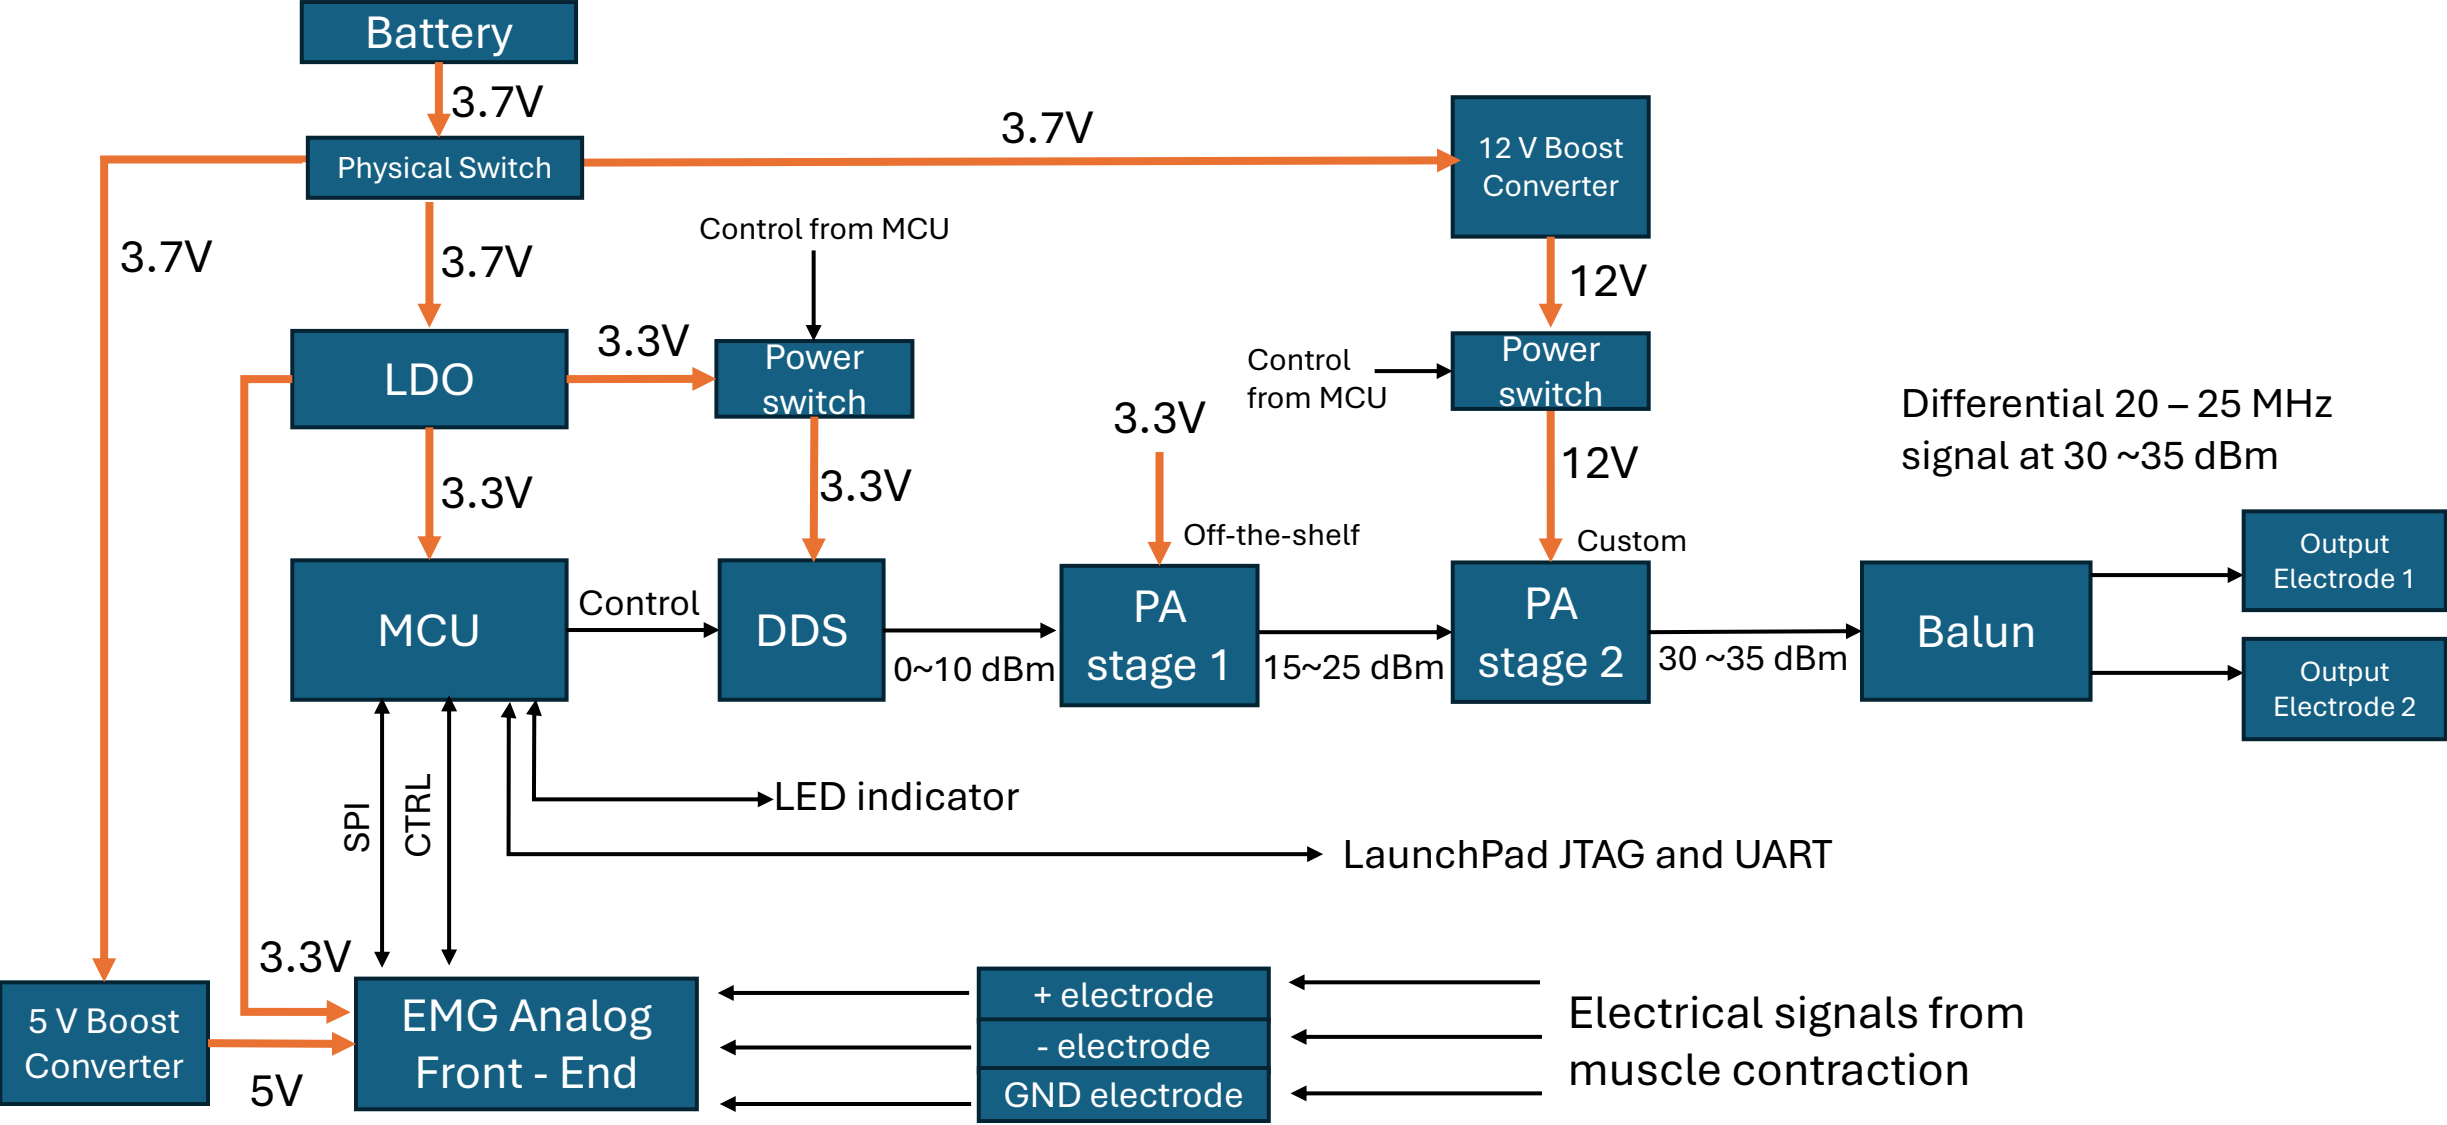 Battery
3.7V
Physical Switch
3.7V
12 V Boost
Converter
3.7V
3.7V
Control from MCU
12V
LDO
3.3V
Power
switch
Control
from MCU
Power
switch
Differential 20 – 25 MHz
signal at 30 ~35 dBm
3.3V
3.3V
3.3V
Off-the-shelf
12V
Custom
MCU
Control
DDS
0~10 dBm
PA
stage 1
15~25 dBm
PA
stage 2
30 ~35 dBm
Balun
Output
Electrode 1
Output
Electrode 2
SPI
CTRL
LED indicator
LaunchPad JTAG and UART
3.3V
5 V Boost
Converter
5V
EMG Analog
Front - End
+ electrode
- electrode
GND electrode
Electrical signals from
muscle contraction